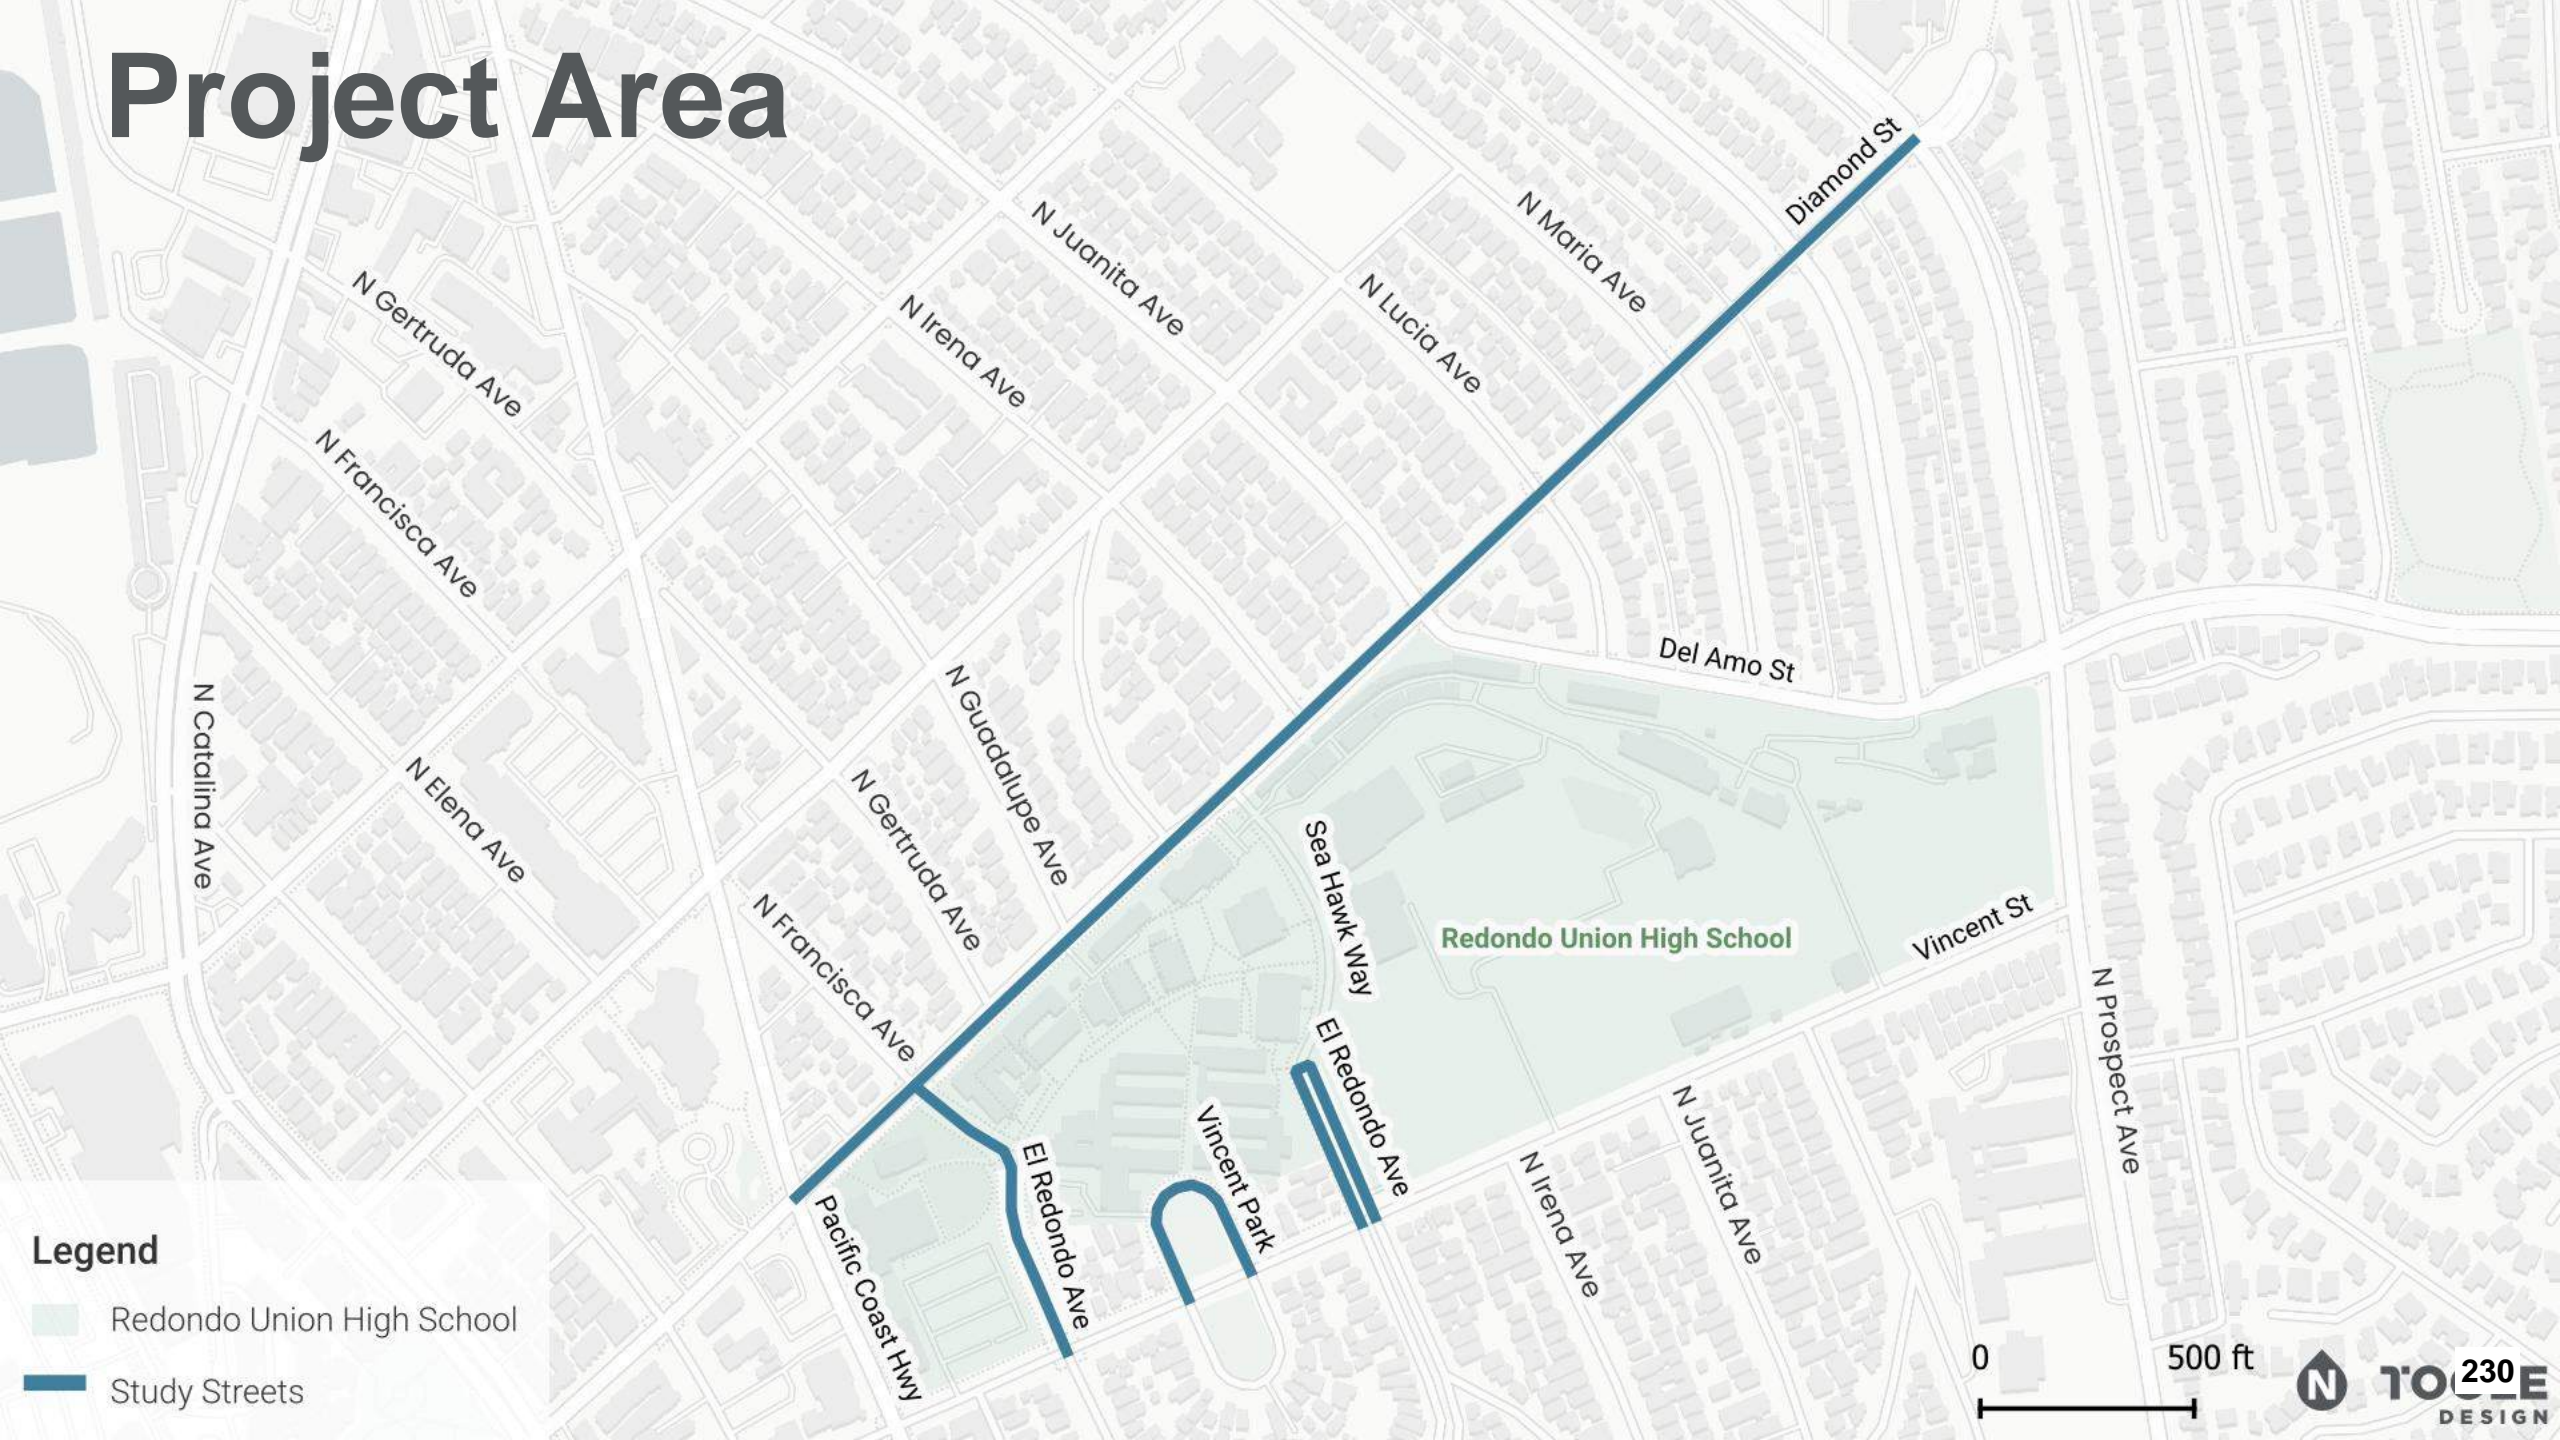 Project Area
Diamond St
N Maria Ave
N Juanita Ave
N Lucia Ave
N Irena Ave
N Gertruda Ave
N Francisca Ave
Del Amo St
N Guadalupe Ave
N Catalina Ave
N Elena Ave
N Gertruda Ave
Sea Hawk Way
N Francisca Ave
Redondo Union High School
Vincent St
N Prospect Ave
El Redondo Ave
Vincent Park
N Juanita Ave
El Redondo Ave
N Irena Ave
Pacific Coast Hwy
Legend
Redondo Union High School
Study Streets
0 500 ft
N
230
DESIGN